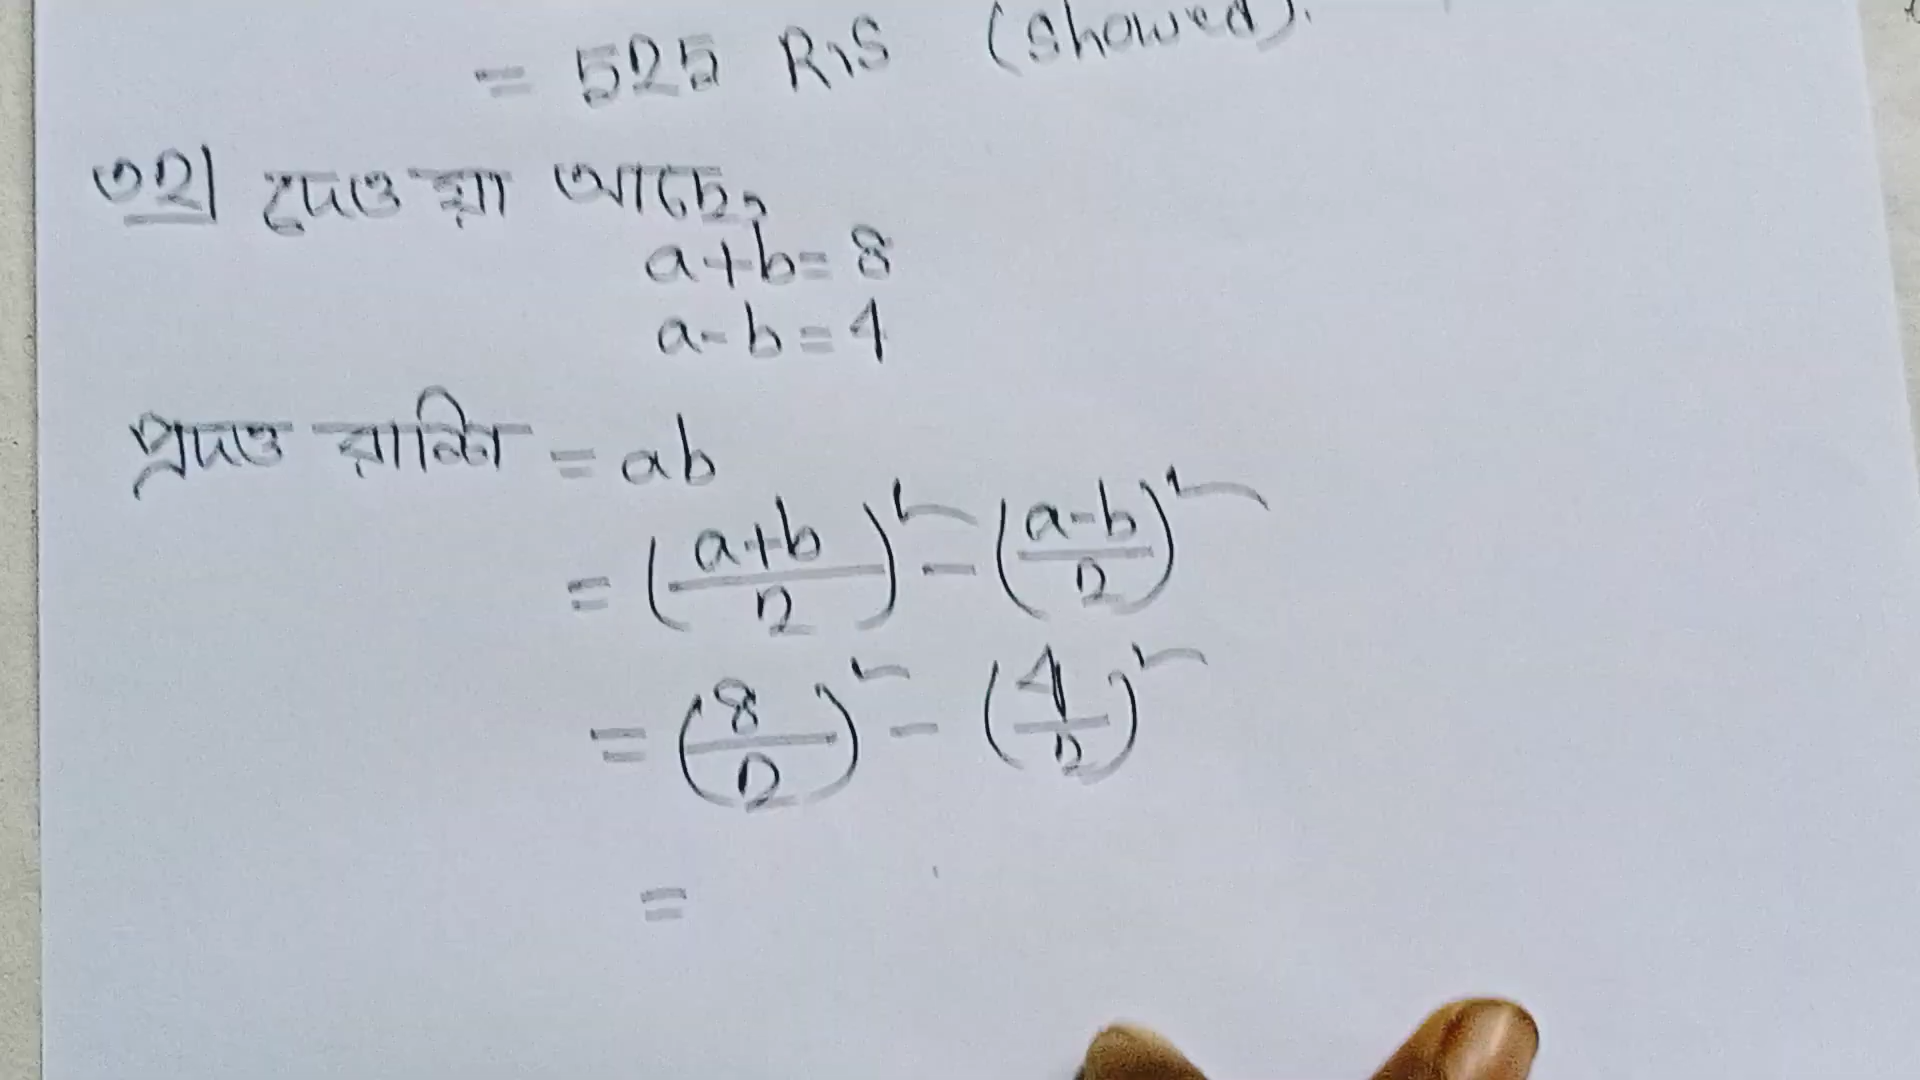 = 525 R.S (showed).
৩২। দেওয়া আছে,
a+b= 8
a-b= 4
প্রদত্ত রাশি = ab
= (a+b/2)² - (a-b/2)²
= (8/2)² - (4/2)²
=